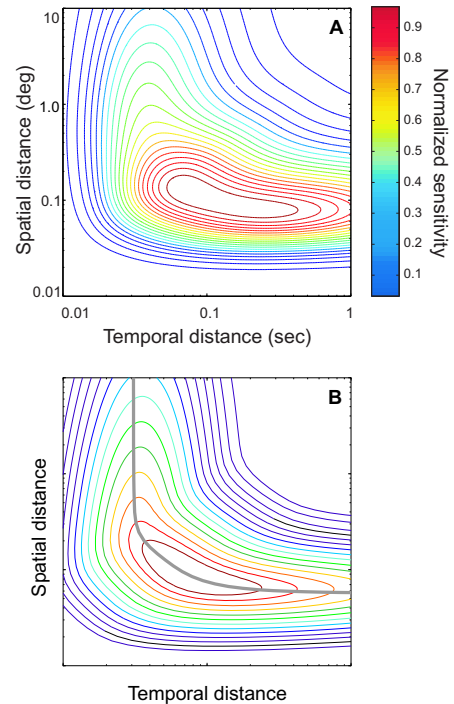 A
10
1.0
0.1
0.01
Spatial distance (deg)
0.01
0.1
1
Temporal distance (sec)
0.9
0.8
0.7
0.6
0.5
0.4
0.3
0.2
0.1
Normalized sensitivity
B
Spatial distance
Temporal distance